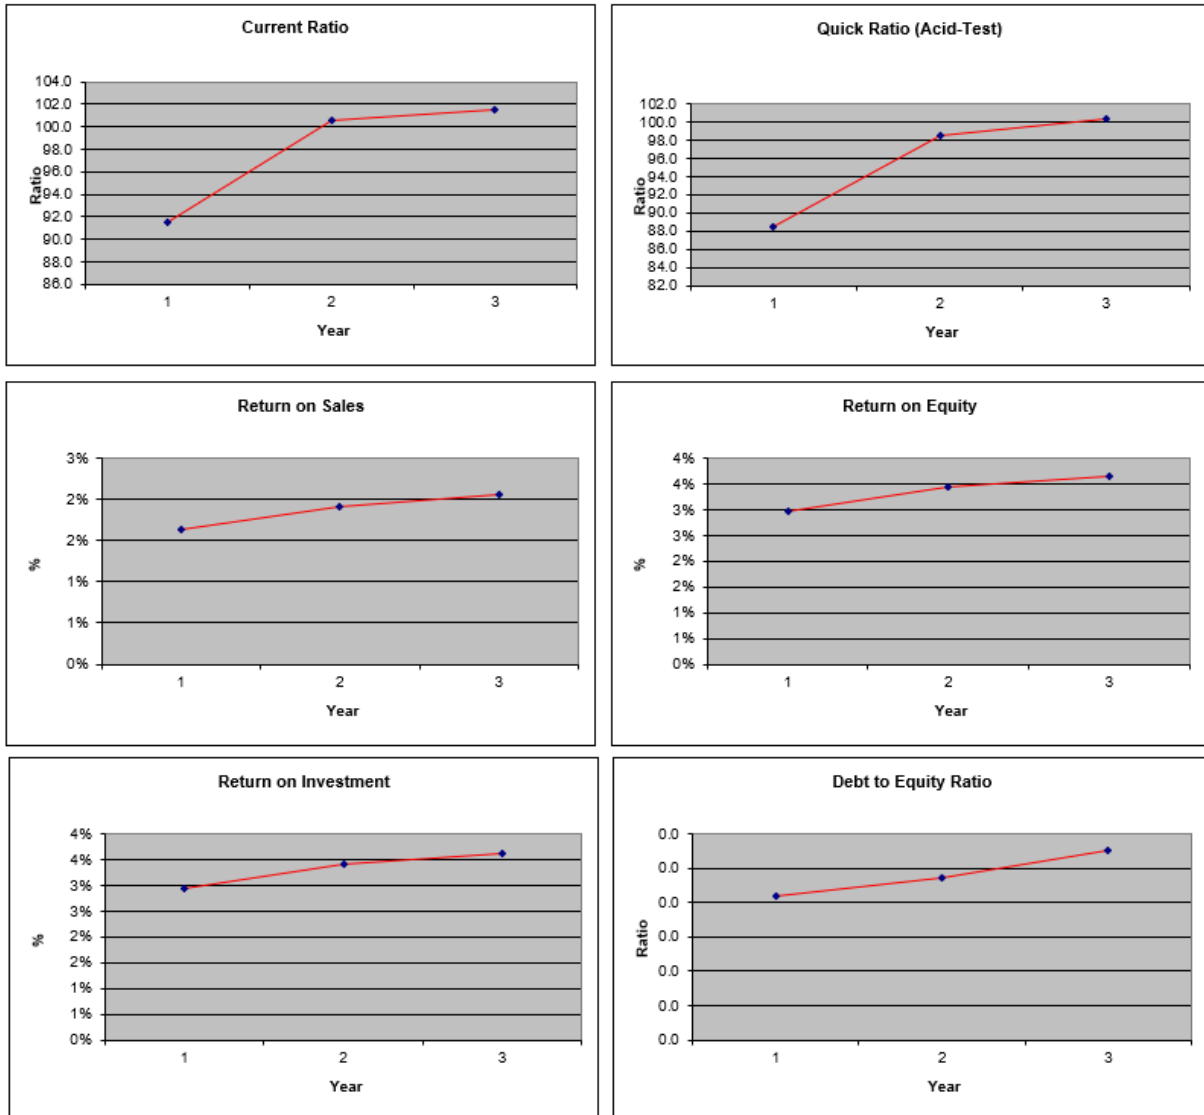 Current Ratio
104.0
102.0
100.0
98.0
96.0
94.0
92.0
90.0
88.0
86.0
Ratio
1 2 3
Year
Quick Ratio (Acid-Test)
102.0
100.0
98.0
96.0
94.0
92.0
90.0
88.0
86.0
84.0
82.0
Ratio
1 2 3
Year
Return on Sales
3%
2%
2%
1%
1%
0%
%
1 2 3
Year
Return on Equity
4%
4%
3%
3%
2%
2%
1%
1%
0%
%
1 2 3
Year
Return on Investment
4%
4%
3%
3%
2%
2%
1%
1%
0%
%
1 2 3
Year
Debt to Equity Ratio
0.0
0.0
0.0
0.0
0.0
0.0
0.0
Ratio
1 2 3
Year